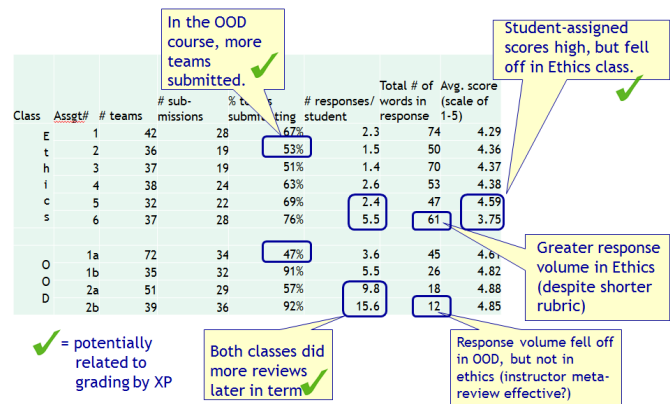 In the OOD
course, more
teams
submitted.
Student-assigned
scores high, but fell
off in Ethics class.
Total # of Avg. score
# sub- % # responses/ words in (scale of
Class Assgt# # teams missions submitting student response 1-5)
E 1 42 28 67% 2.3 74 4.29
t 2 36 19 53% 1.5 50 4.36
h 3 37 19 51% 1.4 70 4.37
i 4 38 24 63% 2.6 53 4.38
c 5 32 22 69% 2.4 47 4.59
s 6 37 28 76% 5.5 61 3.75
1a 72 34 47% 3.6 45
O 1b 35 32 91% 5.5 26 4.82
O 2a 51 29 57% 9.8 18 4.88
D 2b 39 36 92% 15.6 12 4.85
Greater response
volume in Ethics
(despite shorter
rubric)
= potentially
related to
grading by XP
Both classes did
more reviews
later in term
Response volume fell off
in OOD, but not in
ethics (instructor meta-
review effective?)